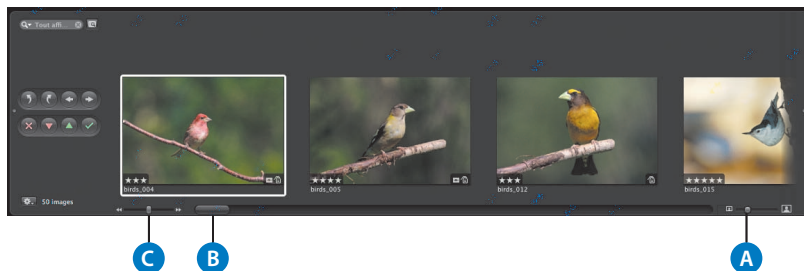 Tout affi...
birds_004
birds_005
birds_012
birds_015
50 images
C
B
A